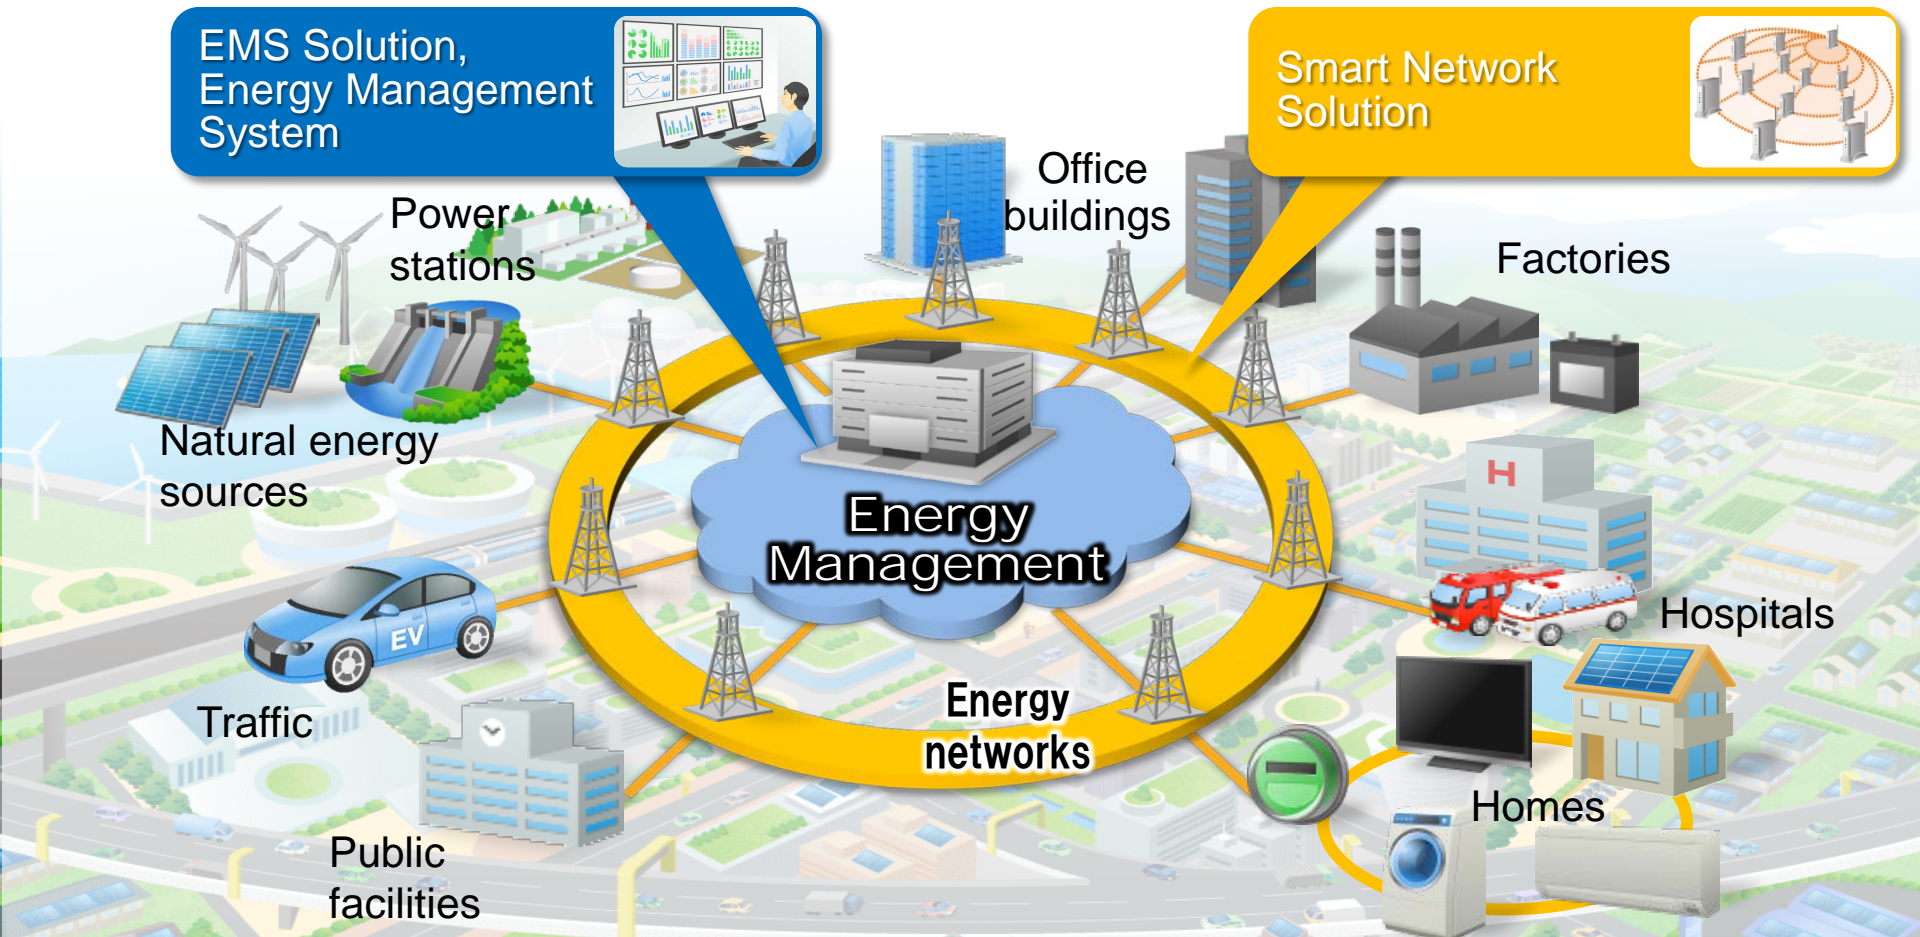 EMS Solution,
Energy Management
System
Smart Network
Solution
Power
stations
Office
buildings
Factories
Natural energy
sources
H
Energy
Management
EV
Hospitals
Traffic
Energy
networks
Homes
Public
facilities